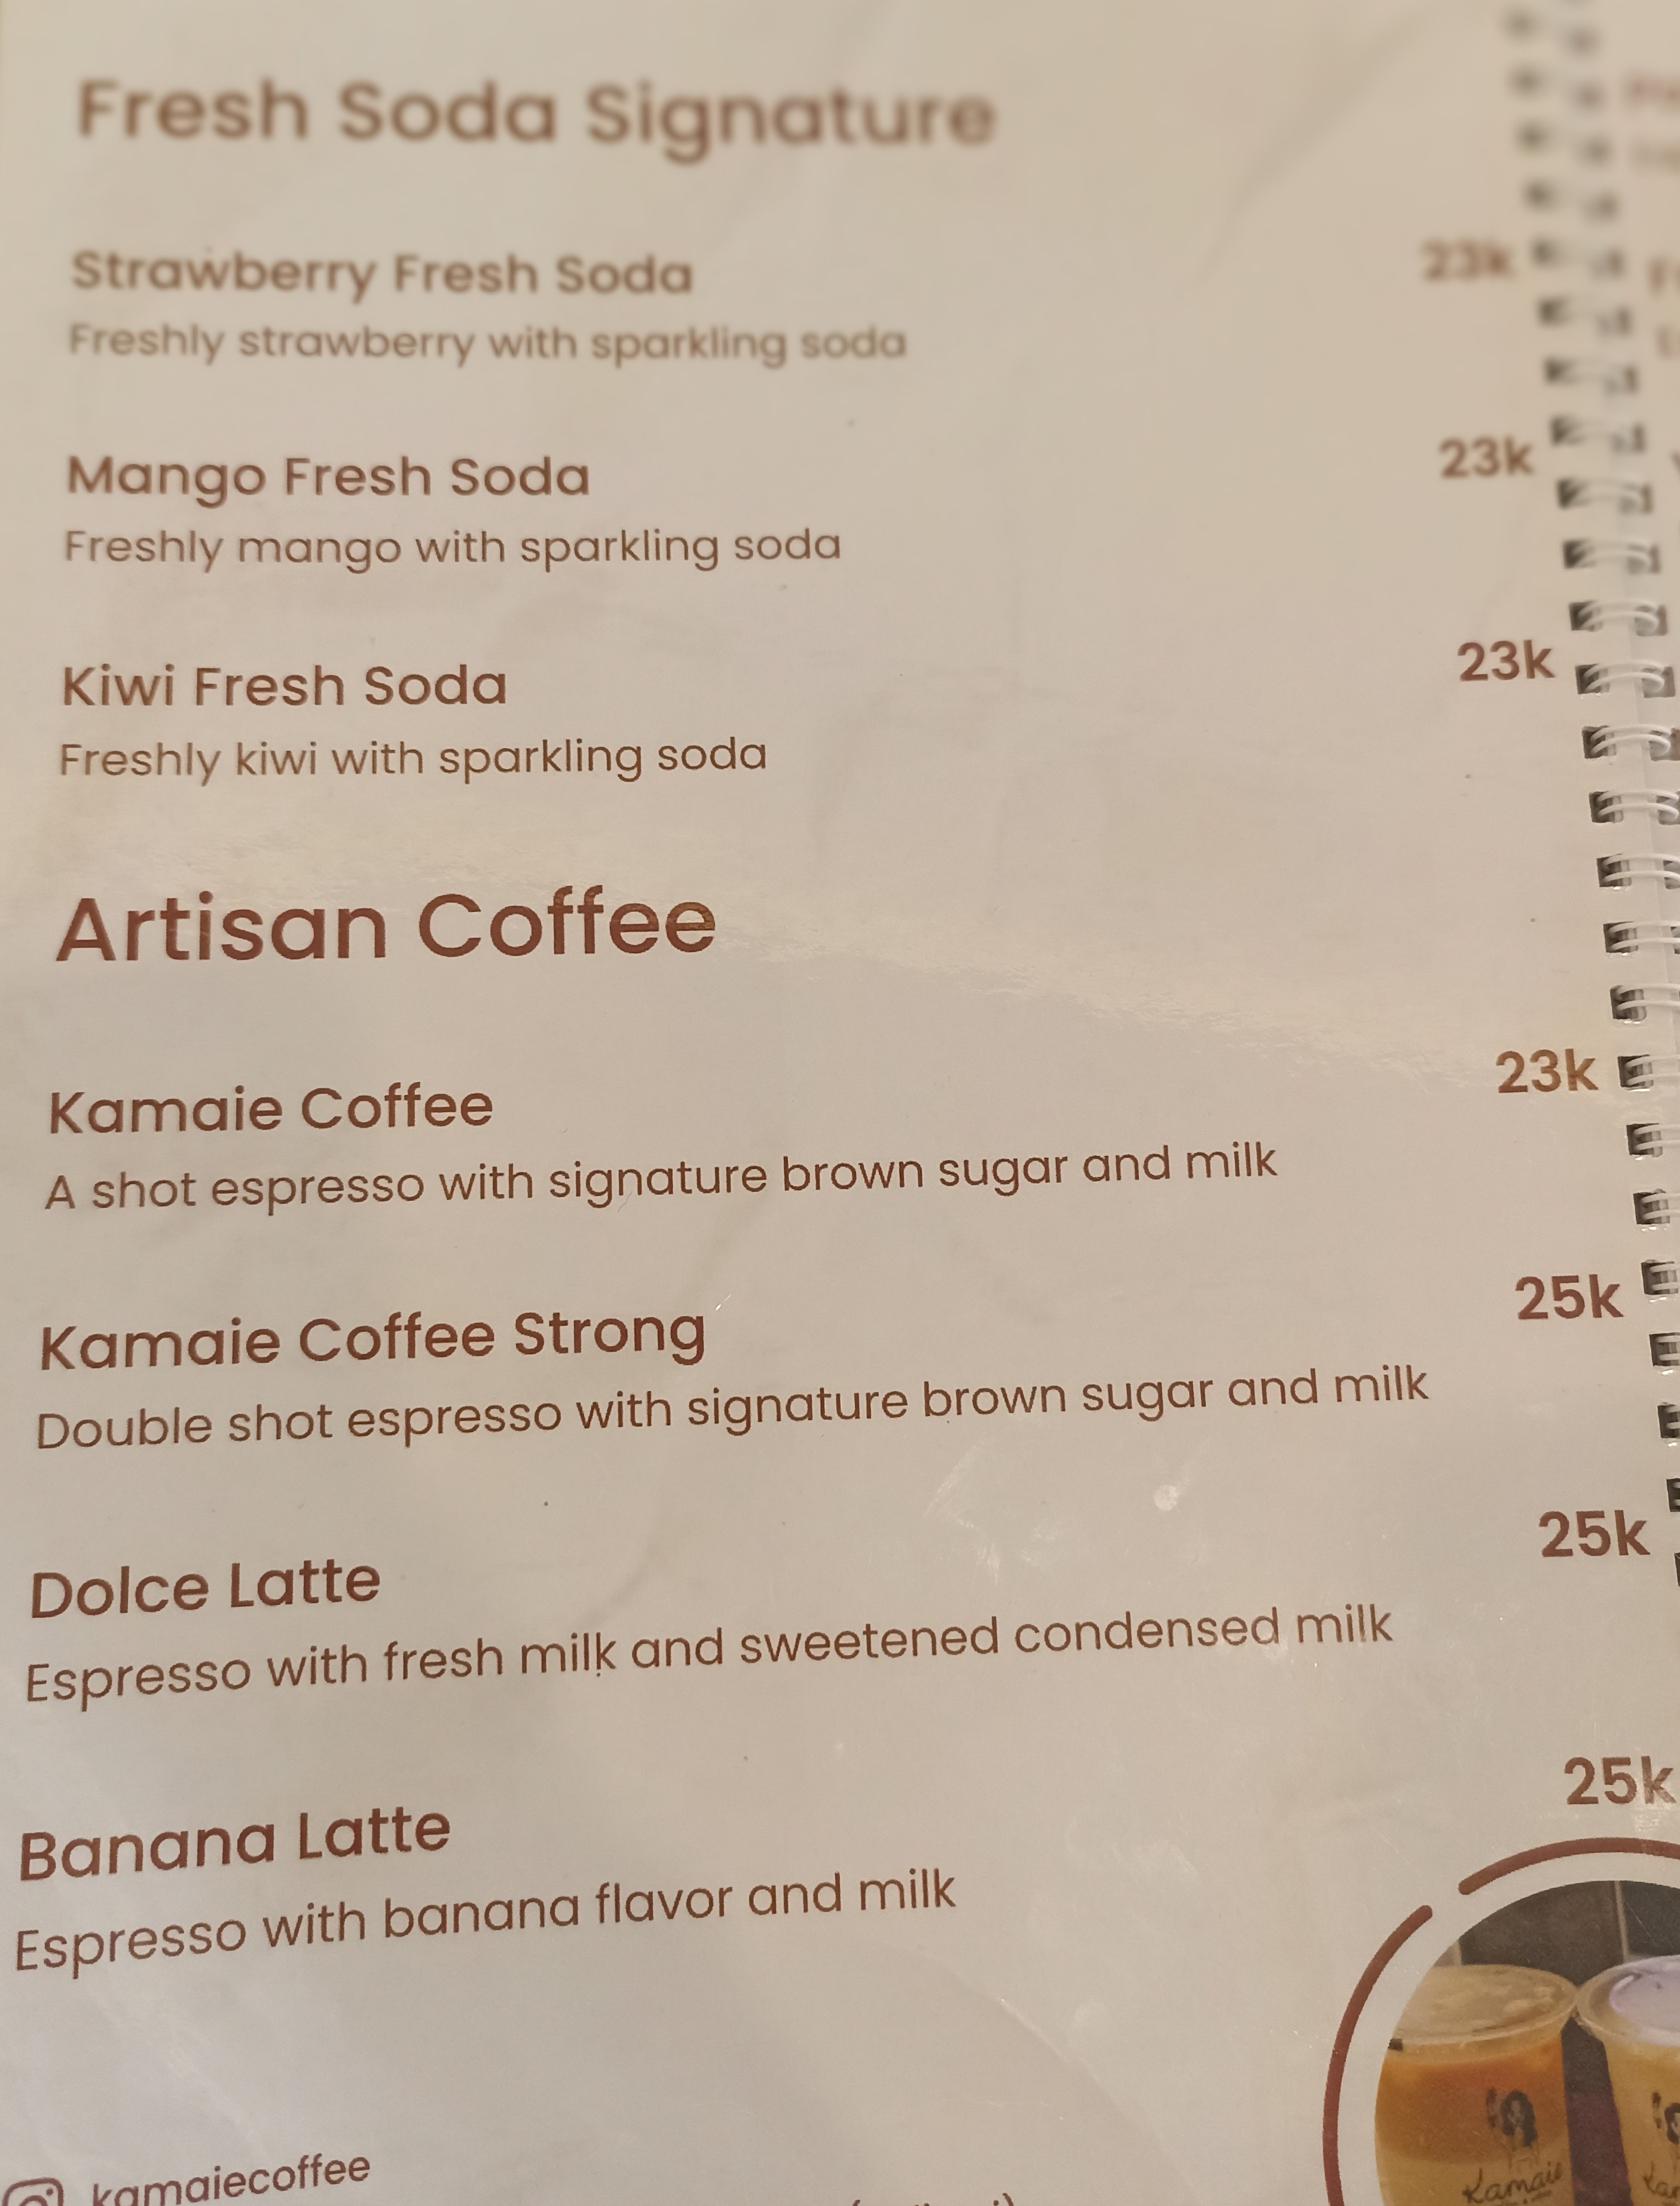 Fresh Soda Signature
Strawberry Fresh Soda 23k
Freshly strawberry with sparkling soda
Mango Fresh Soda 23k
Freshly mango with sparkling soda
Kiwi Fresh Soda 23k
Freshly kiwi with sparkling soda
Artisan Coffee
Kamaie Coffee 23k
A shot espresso with signature brown sugar and milk
Kamaie Coffee Strong 25k
Double shot espresso with signature brown sugar and milk
Dolce Latte 25k
Espresso with fresh milk and sweetened condensed milk
Banana Latte 25k
Espresso with banana flavor and milk
kamaiecoffee
Kamaie